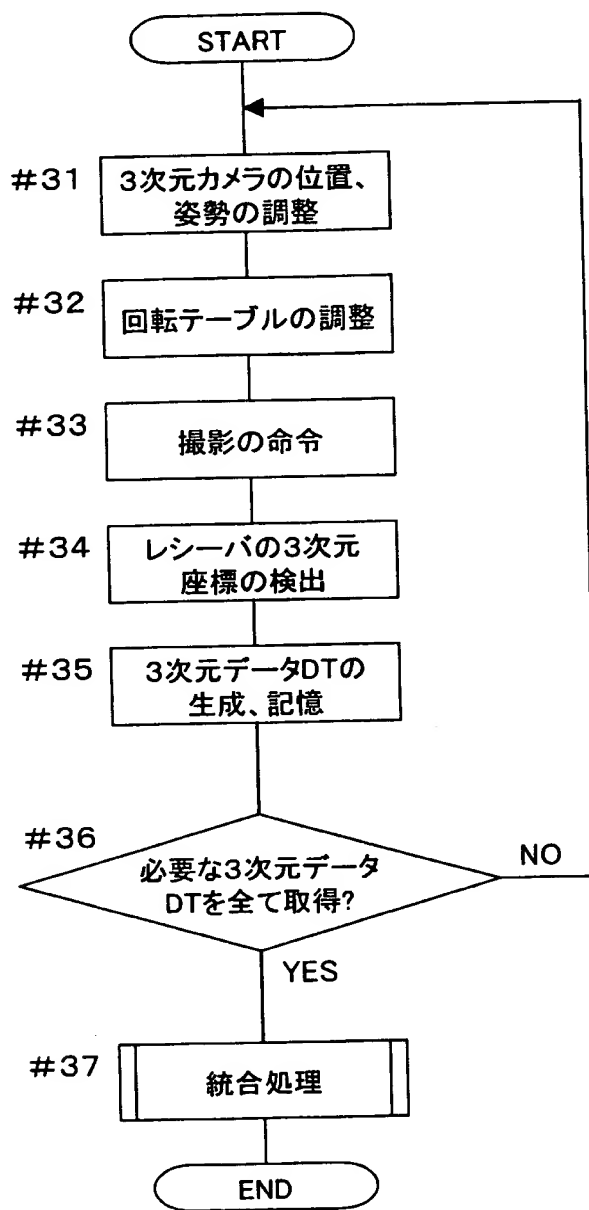 START
#31
3次元カメラの位置、
姿勢の調整
#32
回転テーブルの調整
#33
撮影の命令
#34
レシーバの3次元
座標の検出
#35
3次元データDTの
生成、記憶
#36
必要な3次元データ
DTを全て取得?
NO
YES
#37
統合処理
END